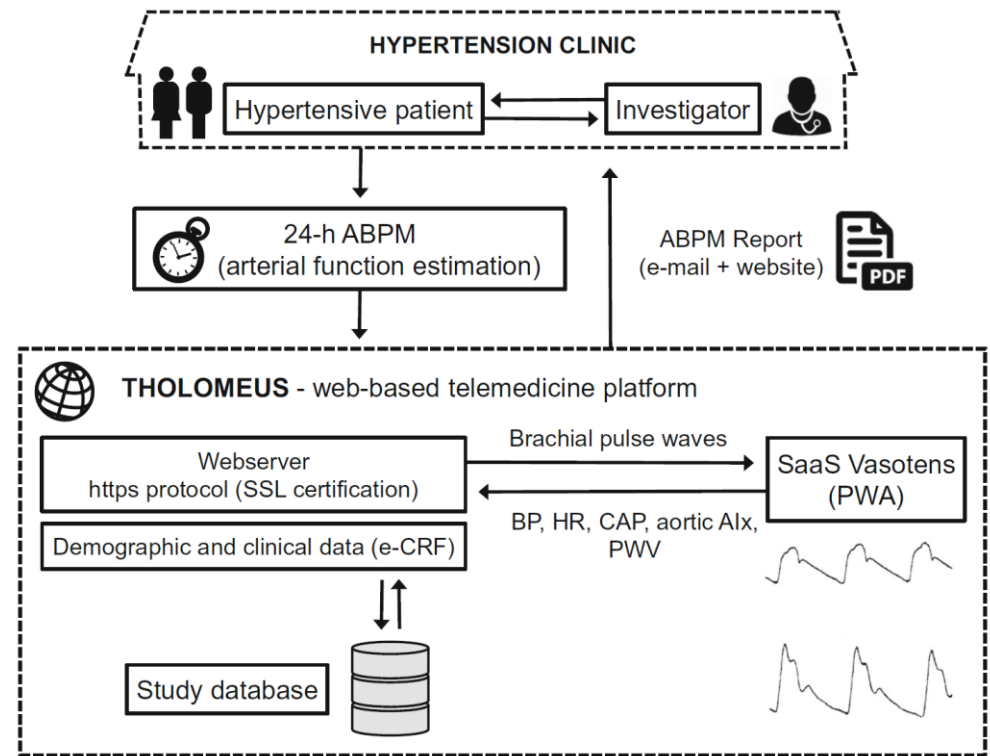 HYPERTENSION CLINIC
Hypertensive patient
Investigator
24-h ABPM
(arterial function estimation)
ABPM Report
(e-mail + website)
PDF
THOLOMEUS - web-based telemedicine platform
Webserver
https protocol (SSL certification)
Demographic and clinical data (e-CRF)
Brachial pulse waves
BP, HR, CAP, aortic AIx,
PWV
SaaS Vasotens
(PWA)
Study database